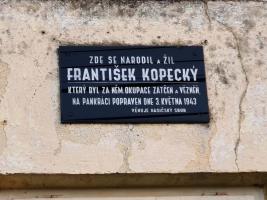 ZDE SE NARODIL A ŽIL
FRANTIŠEK KOPECKÝ
KTERÝ BYL ZA NĚM. OKUPACE ZATČEN A VĚZNĚN
NA PANKRÁCI POPRAVEN DNE 3. KVĚTNA 1943
VĚNUJE HASIČSKÝ SBOR